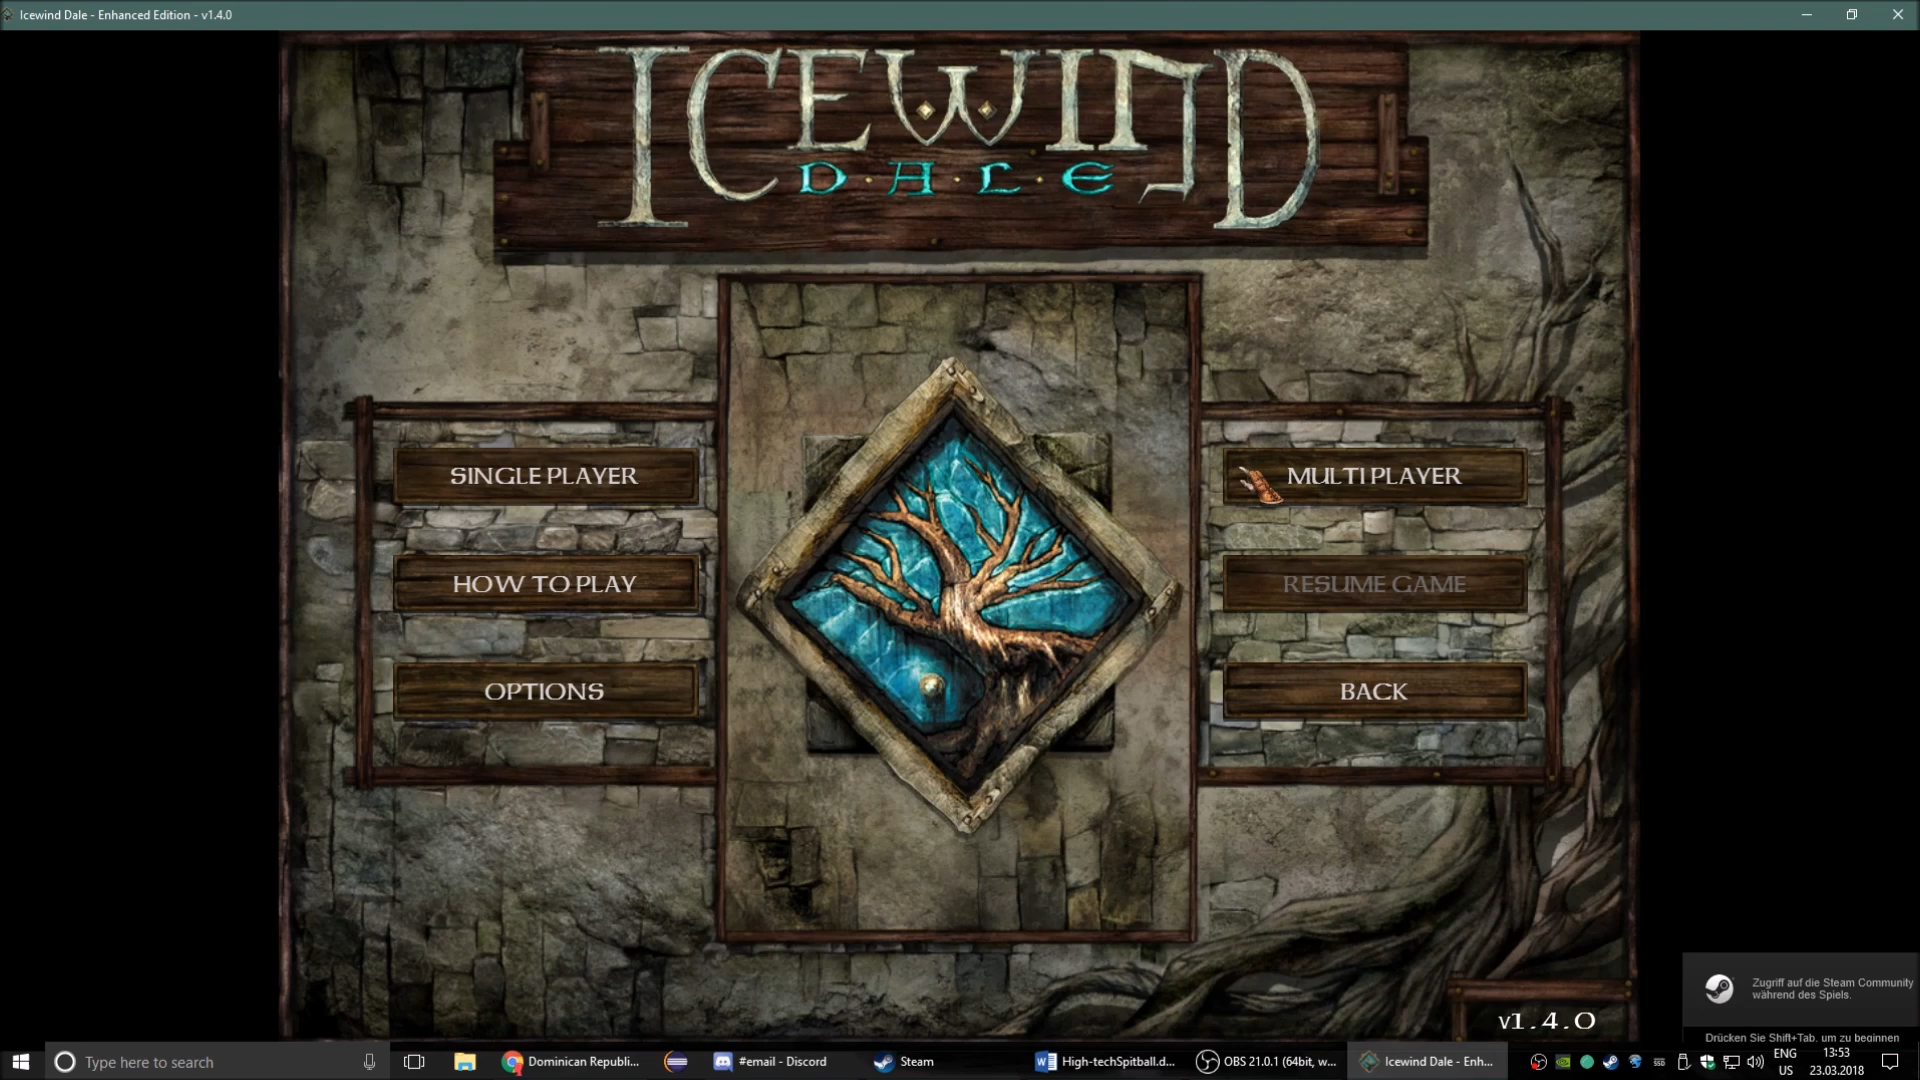 Icewind Dale - Enhanced Edition - v1.4.0
ICEWIND
DALE
SINGLE PLAYER
MULTIPLAYER
HOW TO PLAY
RESUME GAME
OPTIONS
BACK
Zugriff auf die Steam Community
während des Spiels.
v1.4.0
Drücken Sie Shift+Tab, um zu beginnen
Type here to search
Dominican Republi...
#email - Discord
Steam
High-techSpitball.d...
OBS 21.0.1 (64bit, w...
Icewind Dale - Enh...
ENG
US
13:53
23.03.2018